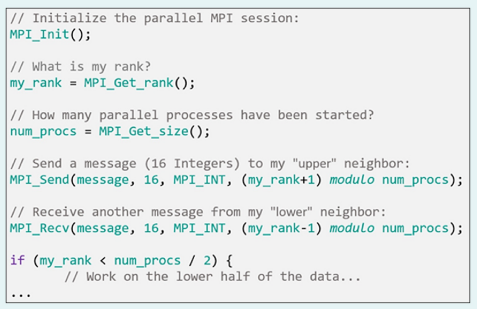 // Initialize the parallel MPI session:
MPI_Init();
// What is my rank?
my_rank = MPI_Get_rank();
// How many parallel processes have been started?
num_procs = MPI_Get_size();
// Send a message (16 Integers) to my "upper" neighbor:
MPI_Send(message, 16, MPI_INT, (my_rank+1) modulo num_procs);
// Receive another message from my "lower" neighbor:
MPI_Recv(message, 16, MPI_INT, (my_rank-1) modulo num_procs);
if (my_rank < num_procs / 2) {
// Work on the lower half of the data...
...